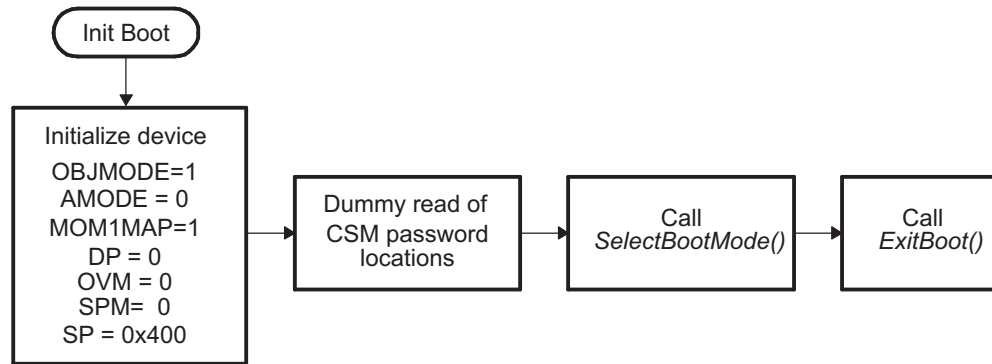 Init Boot
Initialize device
OBJMODE=1
AMODE = 0
MOM1MAP=1
DP = 0
OVM = 0
SPM= 0
SP = 0x400
Dummy read of
CSM password
locations
Call
SelectBootMode()
Call
ExitBoot()